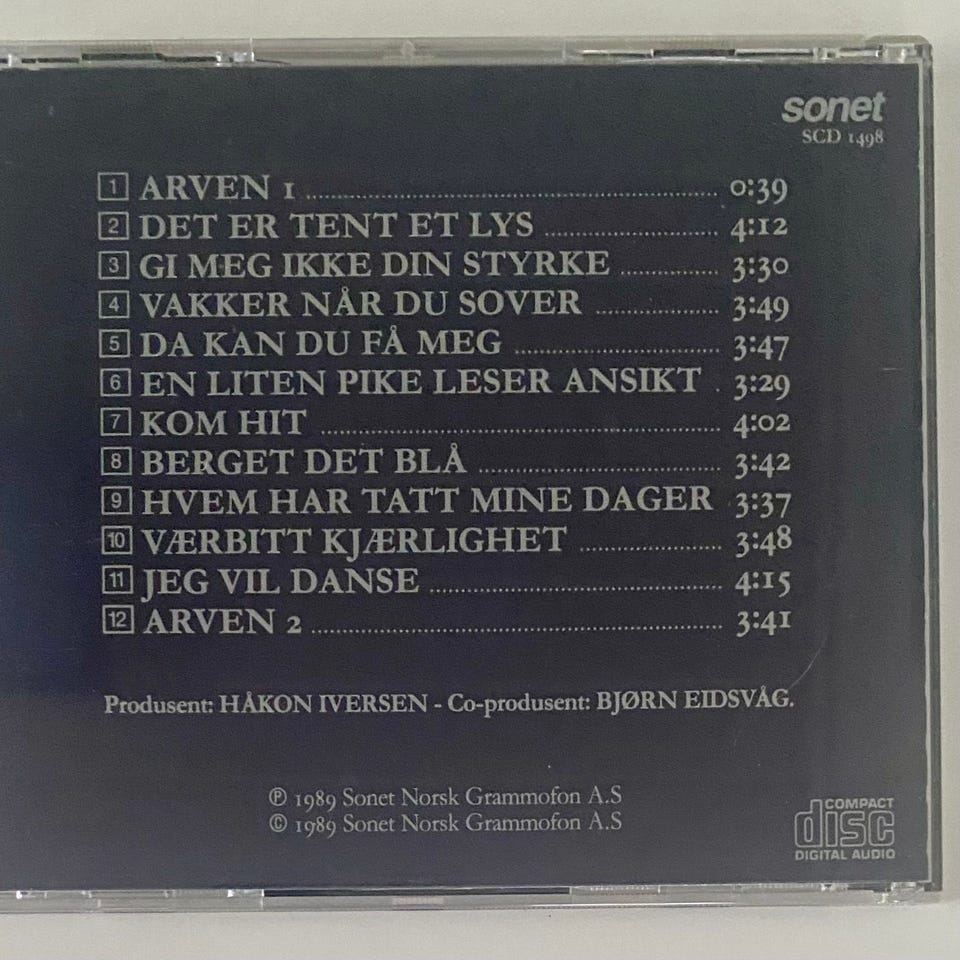 sonet
SCD 1498
1 ARVEN 1 0:39
2 DET ER TENT ET LYS 4:12
3 GI MEG IKKE DIN STYRKE 3:30
4 VAKKER NÅR DU SOVER 3:49
5 DA KAN DU FÅ MEG 3:47
6 EN LITEN PIKE LESER ANSIKT 3:29
7 KOM HIT 4:02
8 BERGET DET BLÅ 3:42
9 HVEM HAR TATT MINE DAGER 3:37
10 VÆRBITT KJÆRLIGHET 3:48
11 JEG VIL DANSE 4:15
12 ARVEN 2 3:41
Produsent: HÅKON IVERSEN - Co-produsent: BJØRN EIDSVÅG.
℗ 1989 Sonet Norsk Grammofon A.S
© 1989 Sonet Norsk Grammofon A.S
COMPACT
disc
DIGITAL AUDIO